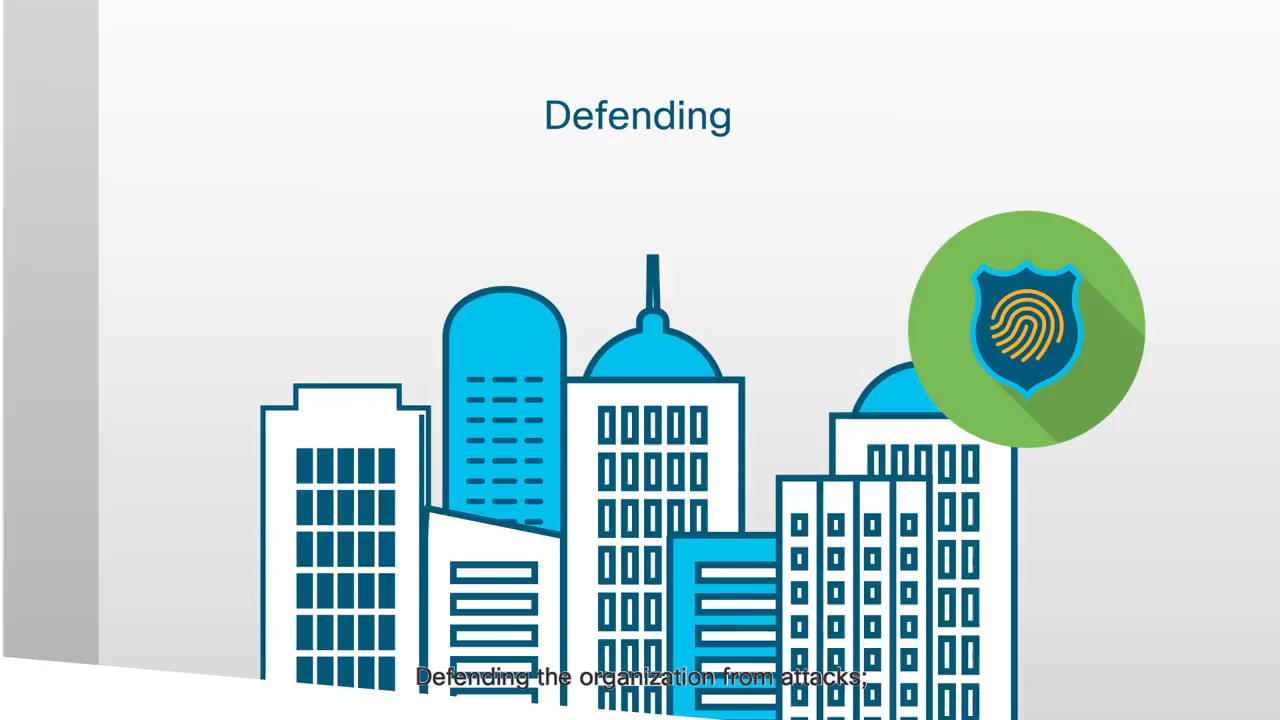 Defending
Defending the organization from attacks;